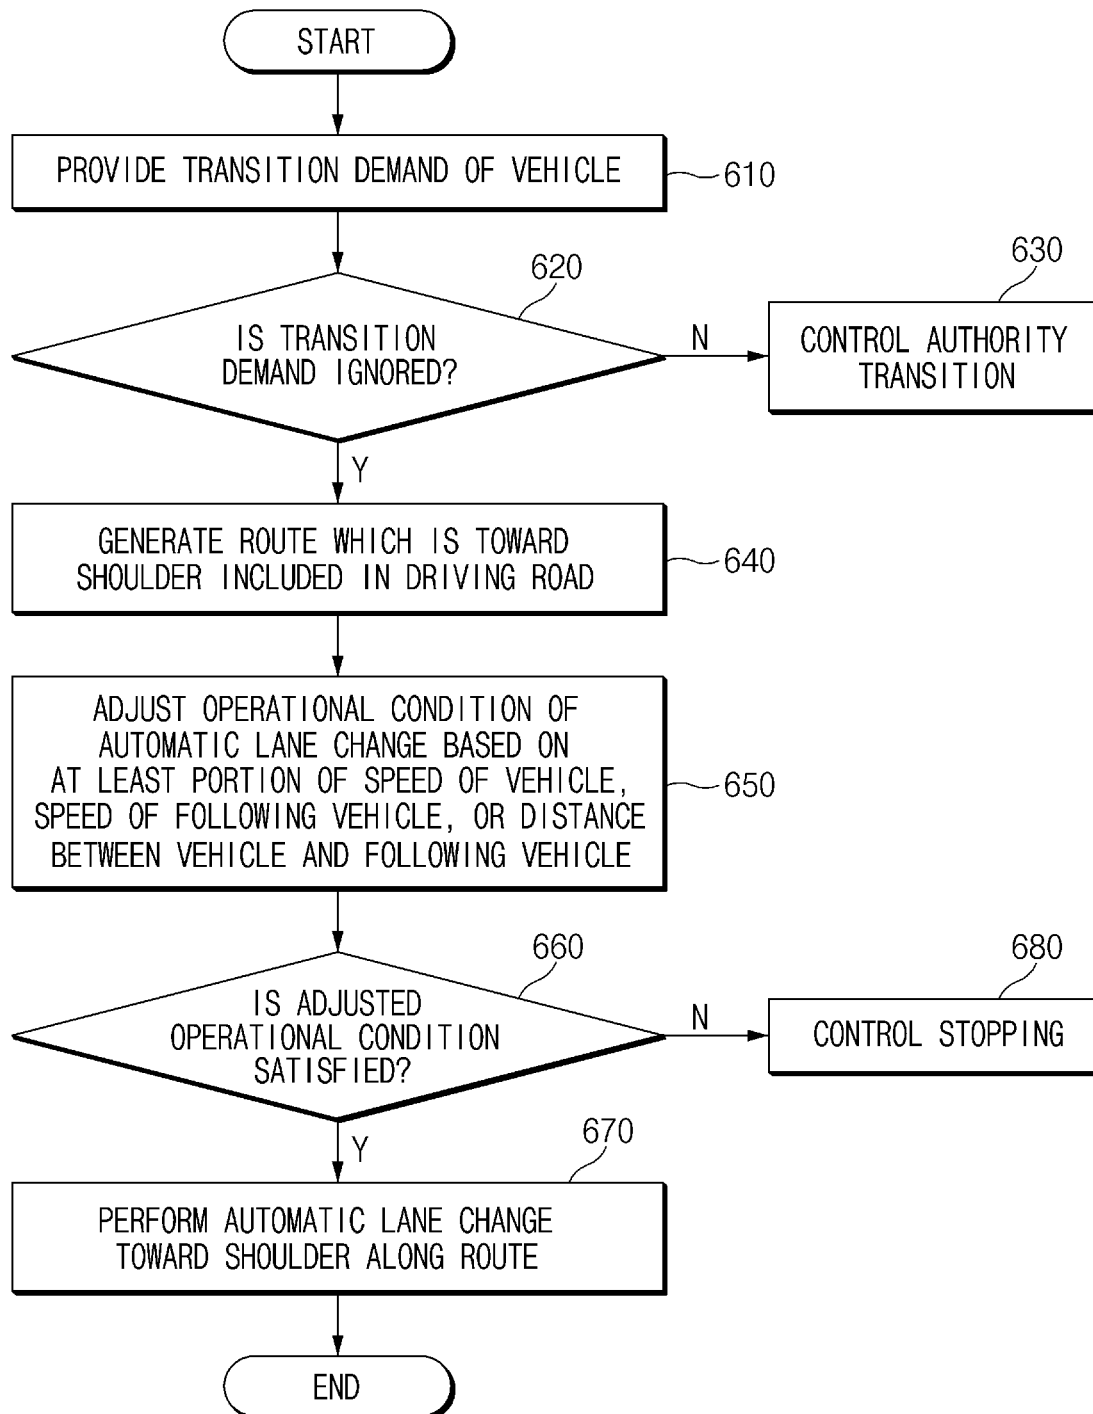 START
PROVIDE TRANSITION DEMAND OF VEHICLE
610
620
IS TRANSITION
DEMAND IGNORED?
N
630
CONTROL AUTHORITY
TRANSITION
Y
GENERATE ROUTE WHICH IS TOWARD
SHOULDER INCLUDED IN DRIVING ROAD
640
ADJUST OPERATIONAL CONDITION OF
AUTOMATIC LANE CHANGE BASED ON
AT LEAST PORTION OF SPEED OF VEHICLE,
SPEED OF FOLLOWING VEHICLE, OR DISTANCE
BETWEEN VEHICLE AND FOLLOWING VEHICLE
650
660
IS ADJUSTED
OPERATIONAL CONDITION
SATISFIED?
N
680
CONTROL STOPPING
Y
670
PERFORM AUTOMATIC LANE CHANGE
TOWARD SHOULDER ALONG ROUTE
END